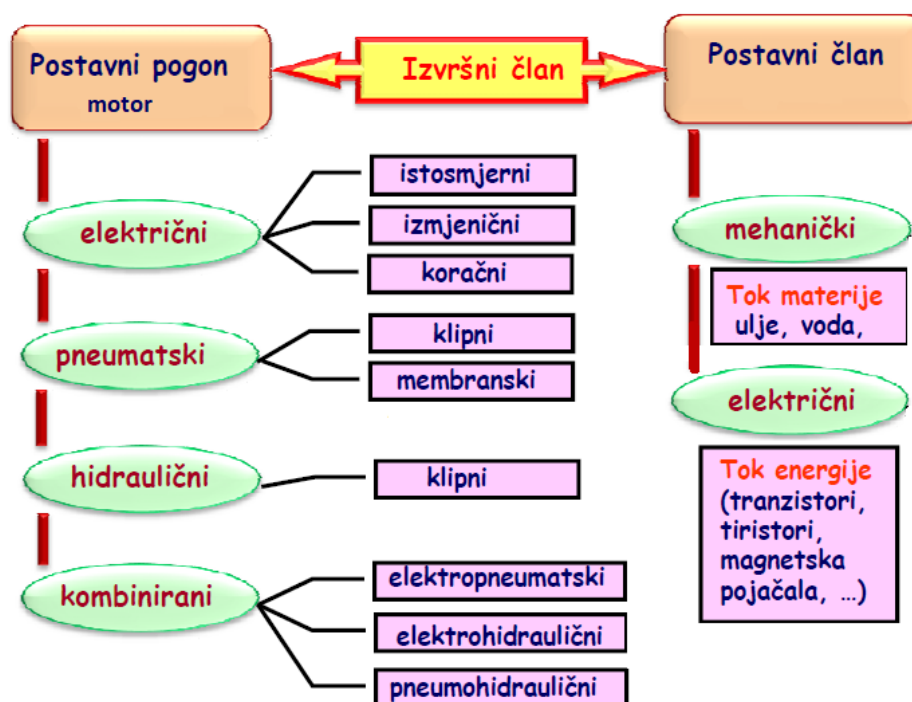 Postavni pogon
motor
Izvršni član
Postavni član
električni
istosmjerni
izmjenični
koračni
pneumatski
klipni
membranski
hidraulični
klipni
kombinirani
elektropneumatski
elektrohidraulični
pneumohidraulični
mehanički
Tok materije
ulje, voda,
električni
Tok energije
(tranzistori,
tiristori,
magnetska
pojačala, …)